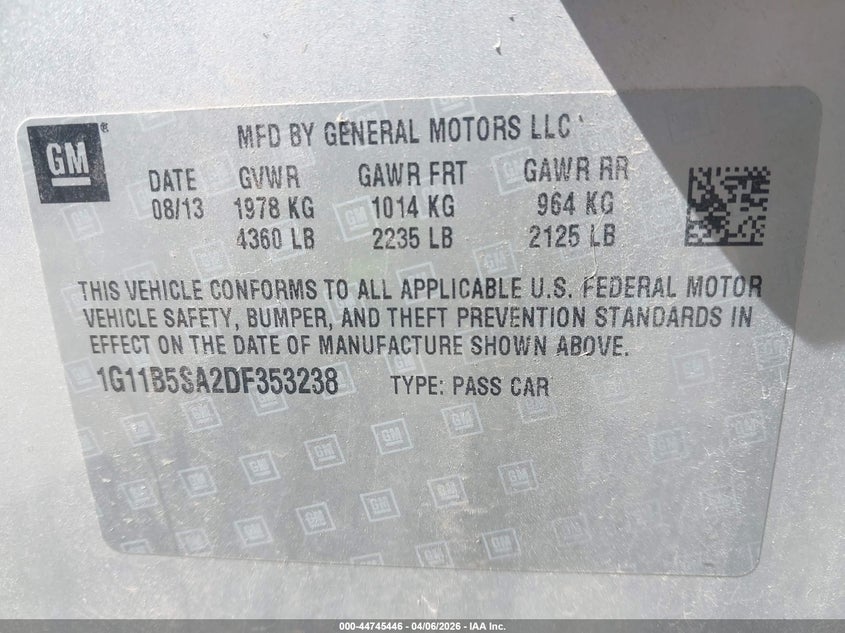 GM
MFD BY GENERAL MOTORS LLC
DATE GVWR GAWR FRT GAWR RR
08/13 1978 KG 1014 KG 964 KG
4360 LB 2235 LB 2125 LB
THIS VEHICLE CONFORMS TO ALL APPLICABLE U.S. FEDERAL MOTOR
VEHICLE SAFETY, BUMPER, AND THEFT PREVENTION STANDARDS IN
EFFECT ON THE DATE OF MANUFACTURE SHOWN ABOVE.
1G11B5SA2DF353238 TYPE: PASS CAR
000-44745446 - 04/06/2026 - IAA Inc.